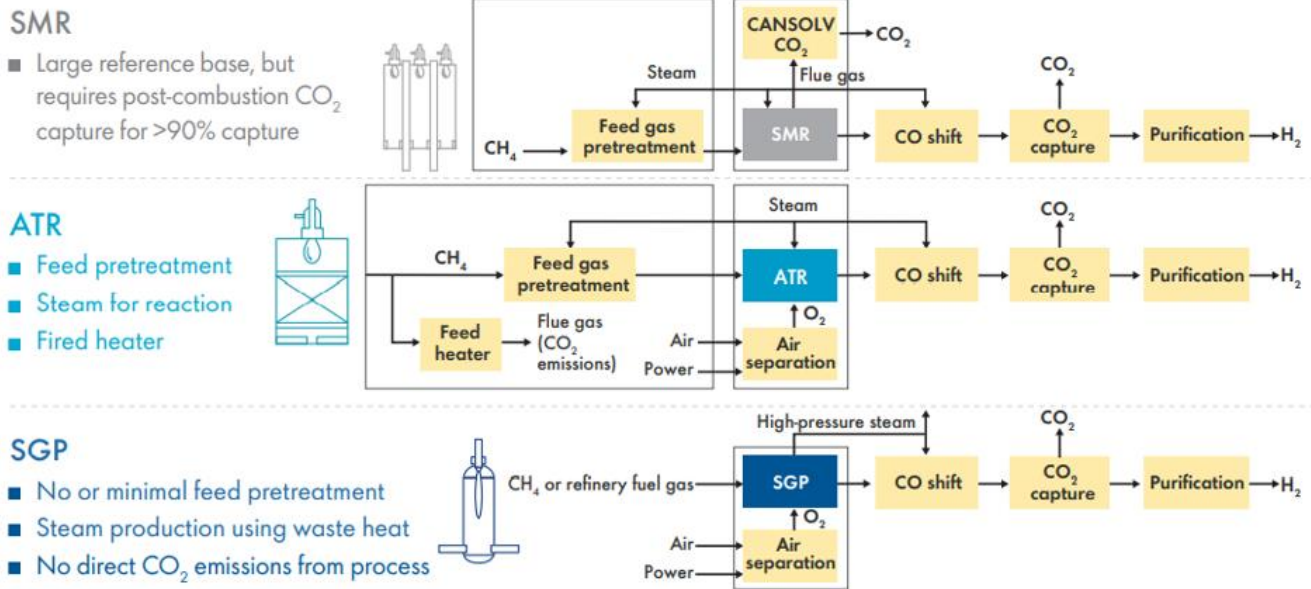 SMR
■ Large reference base, but
requires post-combustion CO₂
capture for >90% capture
CANSOLV
CO₂
CO₂
Steam
Flue gas
CH₄
Feed gas
pretreatment
SMR
CO shift
CO₂
CO₂
capture
Purification
H₂
ATR
■ Feed pretreatment
■ Steam for reaction
■ Fired heater
Steam
CH₄
Feed gas
pretreatment
ATR
CO shift
CO₂
CO₂
capture
Purification
H₂
Feed
heater
Flue gas
(CO₂
emissions)
O₂
Air
Power
Air
separation
SGP
■ No or minimal feed pretreatment
■ Steam production using waste heat
■ No direct CO₂ emissions from process
High-pressure steam
CH₄ or refinery fuel gas
SGP
CO shift
CO₂
CO₂
capture
Purification
H₂
O₂
Air
Power
Air
separation